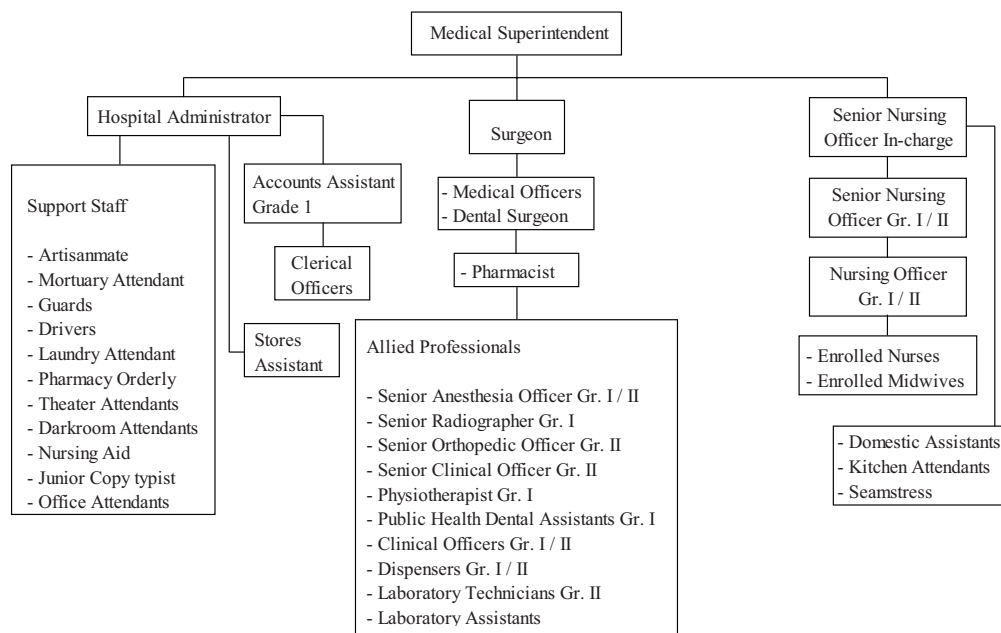 Medical Superintendent
Hospital Administrator
Surgeon
Senior Nursing
Officer In-charge
Support Staff
- Artisanmate
- Mortuary Attendant
- Guards
- Drivers
- Laundry Attendant
- Pharmacy Orderly
- Theater Attendants
- Darkroom Attendants
- Nursing Aid
- Junior Copy typist
- Office Attendants
Accounts Assistant
Grade 1
Clerical
Officers
Stores
Assistant
- Medical Officers
- Dental Surgeon
- Pharmacist
Allied Professionals
- Senior Anesthesia Officer Gr. I / II
- Senior Radiographer Gr. I
- Senior Orthopedic Officer Gr. II
- Senior Clinical Officer Gr. II
- Physiotherapist Gr. I
- Public Health Dental Assistants Gr. I
- Clinical Officers Gr. I / II
- Dispensers Gr. I / II
- Laboratory Technicians Gr. II
- Laboratory Assistants
Senior Nursing
Officer Gr. I / II
Nursing Officer
Gr. I / II
- Enrolled Nurses
- Enrolled Midwives
- Domestic Assistants
- Kitchen Attendants
- Seamstress